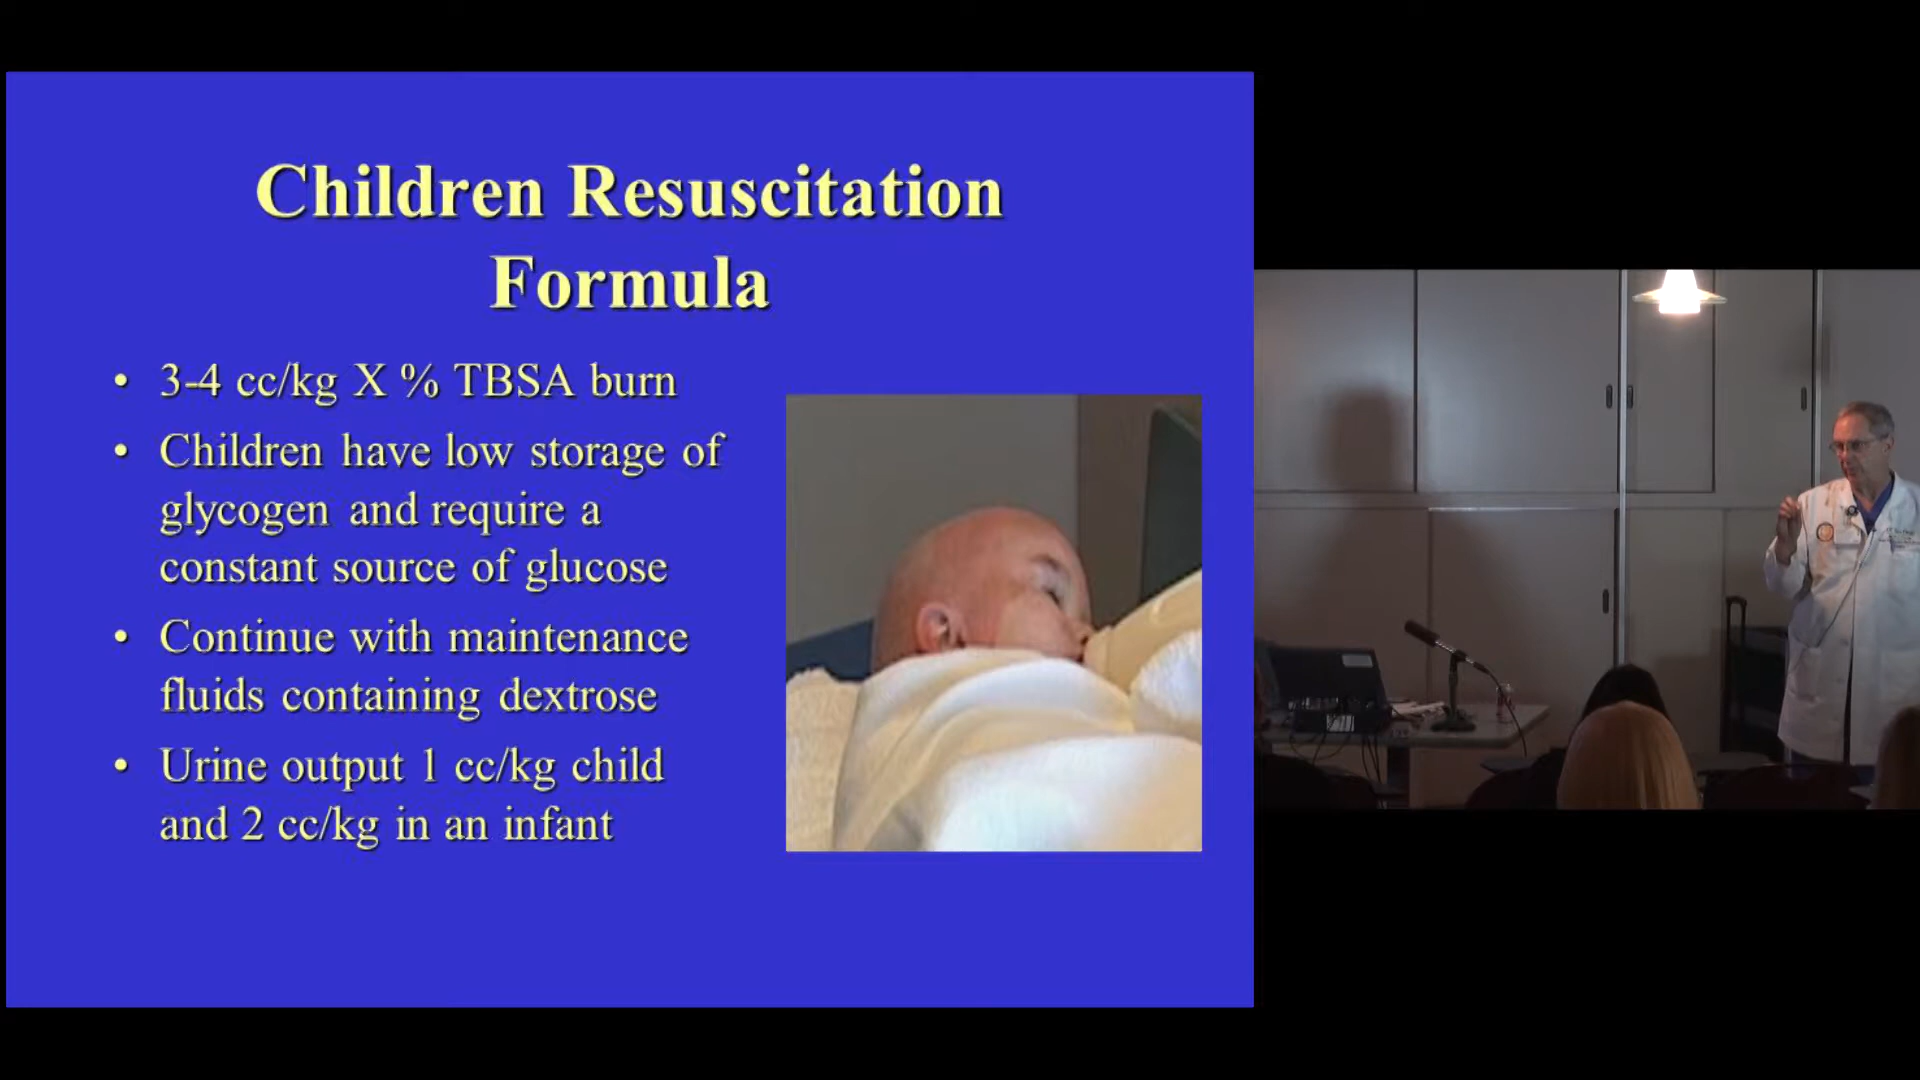 Children Resuscitation
Formula
• 3-4 cc/kg X % TBSA burn
• Children have low storage of
glycogen and require a
constant source of glucose
• Continue with maintenance
fluids containing dextrose
• Urine output 1 cc/kg child
and 2 cc/kg in an infant